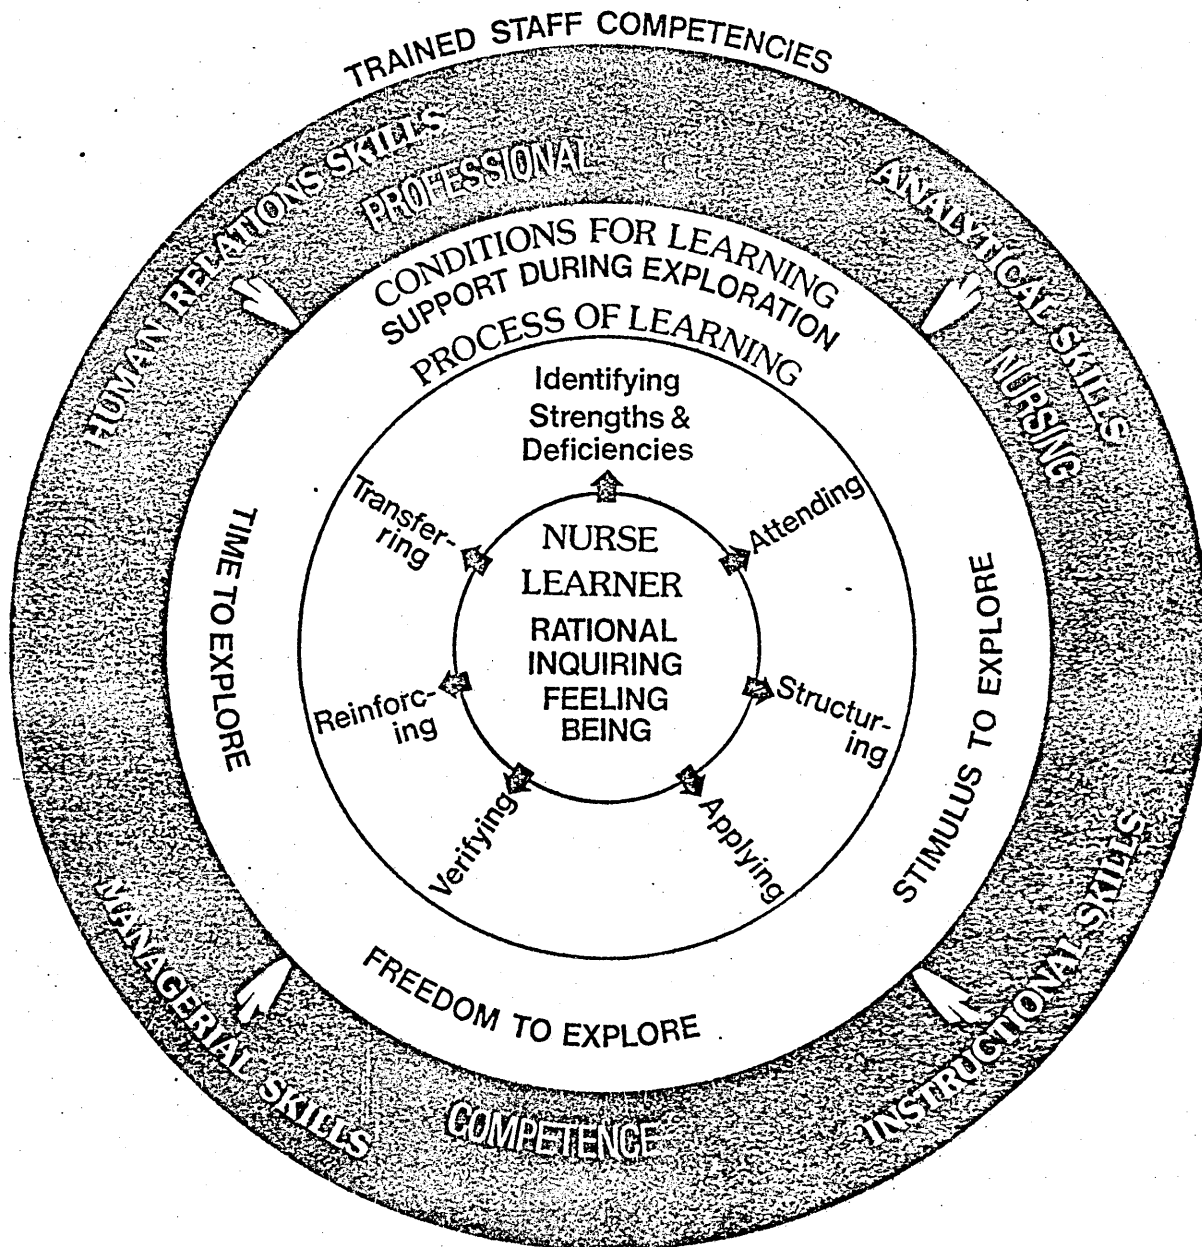 TRAINED STAFF COMPETENCIES
HUMAN RELATIONS SKILLS
PROFESSIONAL
ANALYTICAL SKILLS
NURSING
CONDITIONS FOR LEARNING
SUPPORT DURING EXPLORATION
PROCESS OF LEARNING
Identifying
Strengths &
Deficiencies
Transfer-
ring
Attending
NURSE
LEARNER
RATIONAL
INQUIRING
FEELING
BEING
TIME TO EXPLORE
STIMULUS TO EXPLORE
Reinforc-
ing
Structur-
ing
Verifying
Applying
FREEDOM TO EXPLORE
MANAGERIAL SKILLS
COMPETENCE
INSTRUCTIONAL SKILLS